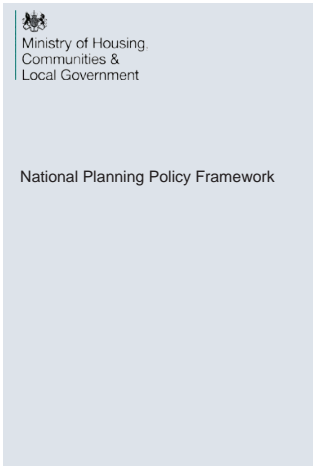 Ministry of Housing,
Communities &
Local Government
National Planning Policy Framework